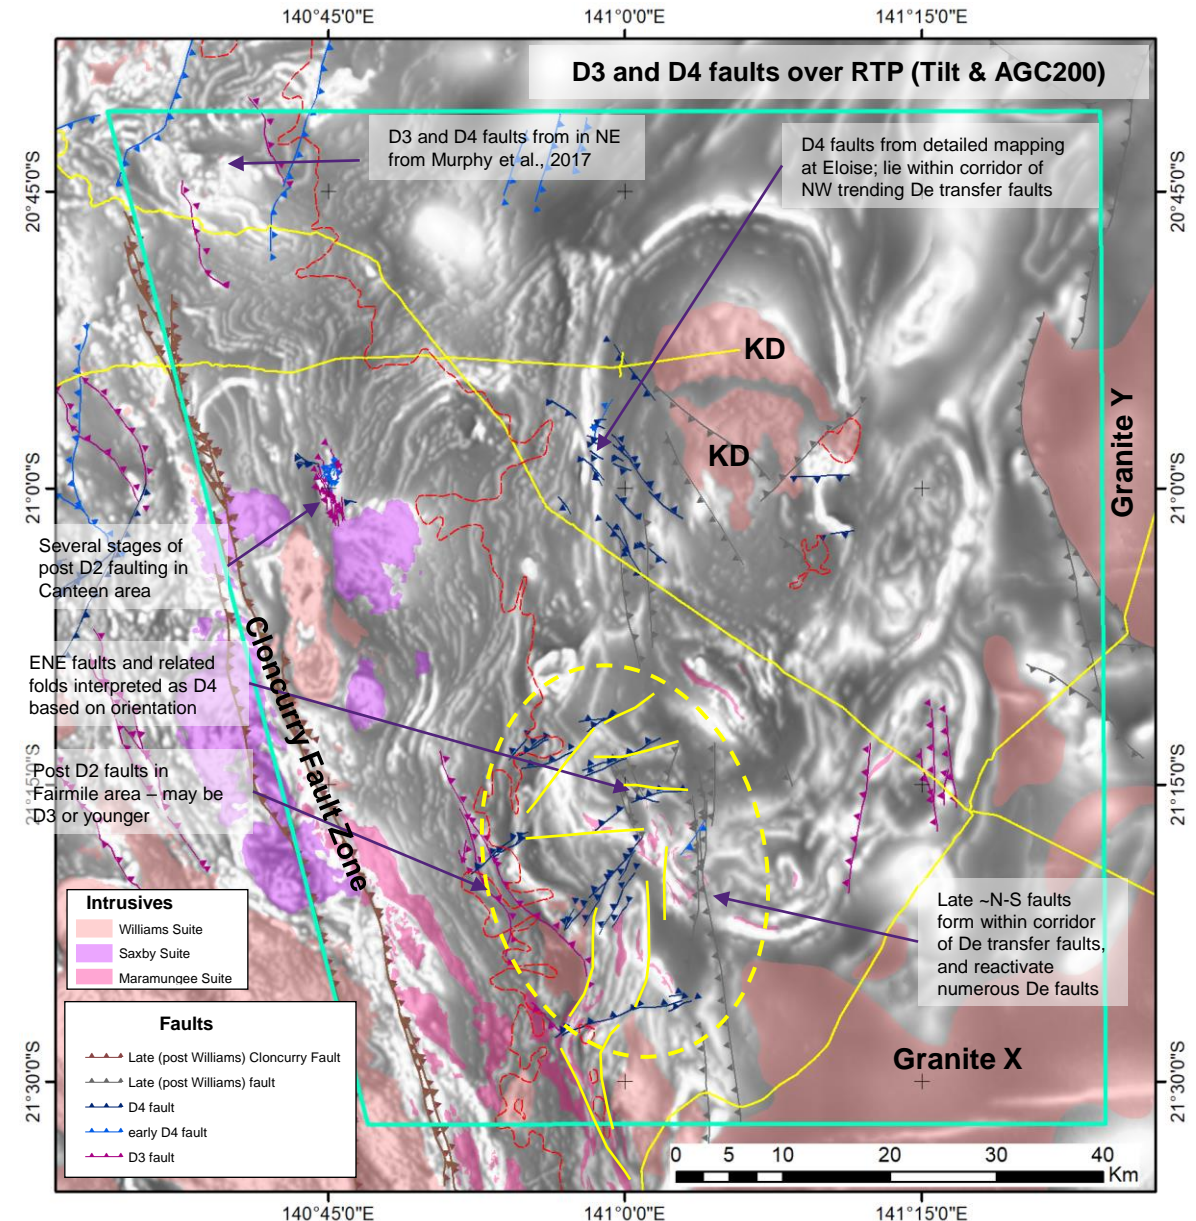 140°45'0"E
141°0'0"E
141°15'0"E
D3 and D4 faults over RTP (Tilt & AGC200)
D3 and D4 faults from in NE
from Murphy et al., 2017
D4 faults from detailed mapping
at Eloise; lie within corridor of
NW trending De transfer faults
20°45'0"S
20°45'0"S
KD
KD
Granite Y
21°0'0"S
21°0'0"S
Several stages of
post D2 faulting in
Canteen area
ENE faults and related
folds interpreted as D4
based on orientation
Cloncurry Fault Zone
Post D2 faults in
Fairmile area – may be
D3 or younger
21°15'0"S
21°15'0"S
Late ~N-S faults
form within corridor
of De transfer faults,
and reactivate
numerous De faults
Intrusives
Williams Suite
Saxby Suite
Maramungee Suite
Faults
Late (post Williams) Cloncurry Fault
Late (post Williams) fault
D4 fault
early D4 fault
D3 fault
Granite X
21°30'0"S
21°30'0"S
0 5 10 20 30 40
Km
140°45'0"E
141°0'0"E
141°15'0"E